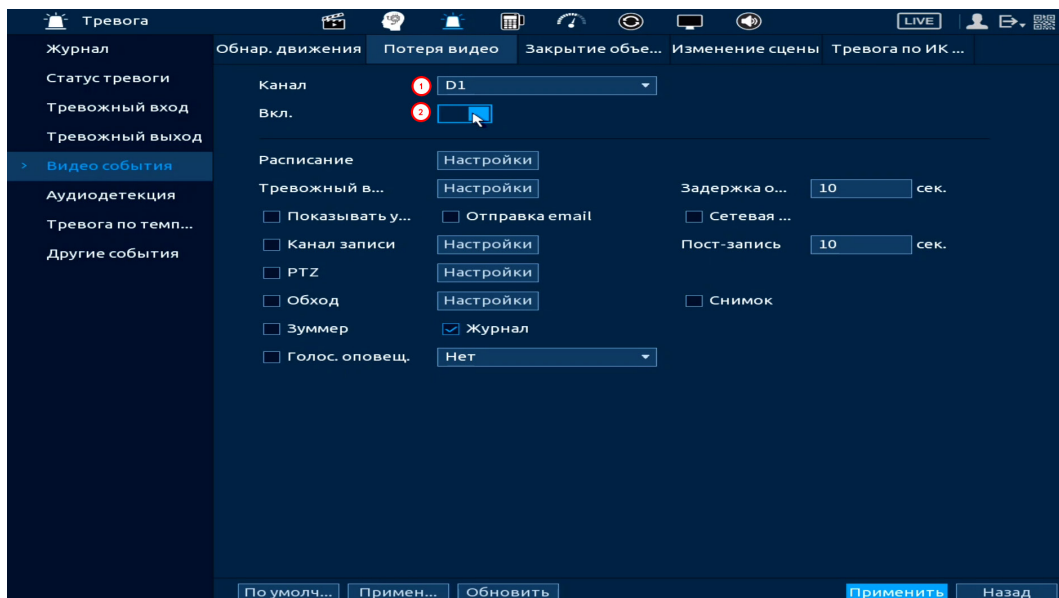 Тревога
LIVE
Журнал
Статус тревоги
Тревожный вход
Тревожный выход
> Видео события
Аудиодетекция
Тревога по темп...
Другие события
Обнар. движения Потеря видео Закрытие объе... Изменение сцены Тревога по ИК ...
Канал 1 D1
Вкл. 2
Расписание Настройки
Тревожный в... Настройки Задержка о... 10 сек.
Показывать у... Отправка email Сетевая ...
Канал записи Настройки Пост-запись 10 сек.
PTZ Настройки
Обход Настройки Снимок
Зуммер Журнал
Голос. оповещ. Нет
По умолч... Примен... Обновить Применить Назад